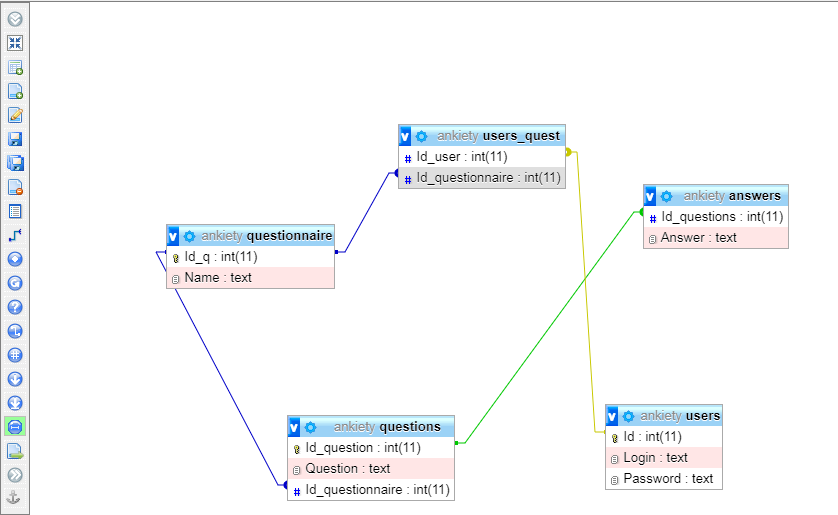 v ankiety users_quest
# Id_user : int(11)
# Id_questionnaire : int(11)
v ankiety answers
# Id_questions : int(11)
Answer : text
v ankiety questionnaire
Id_q : int(11)
Name : text
v ankiety questions
Id_question : int(11)
Question : text
# Id_questionnaire : int(11)
v ankiety users
Id : int(11)
Login : text
Password : text